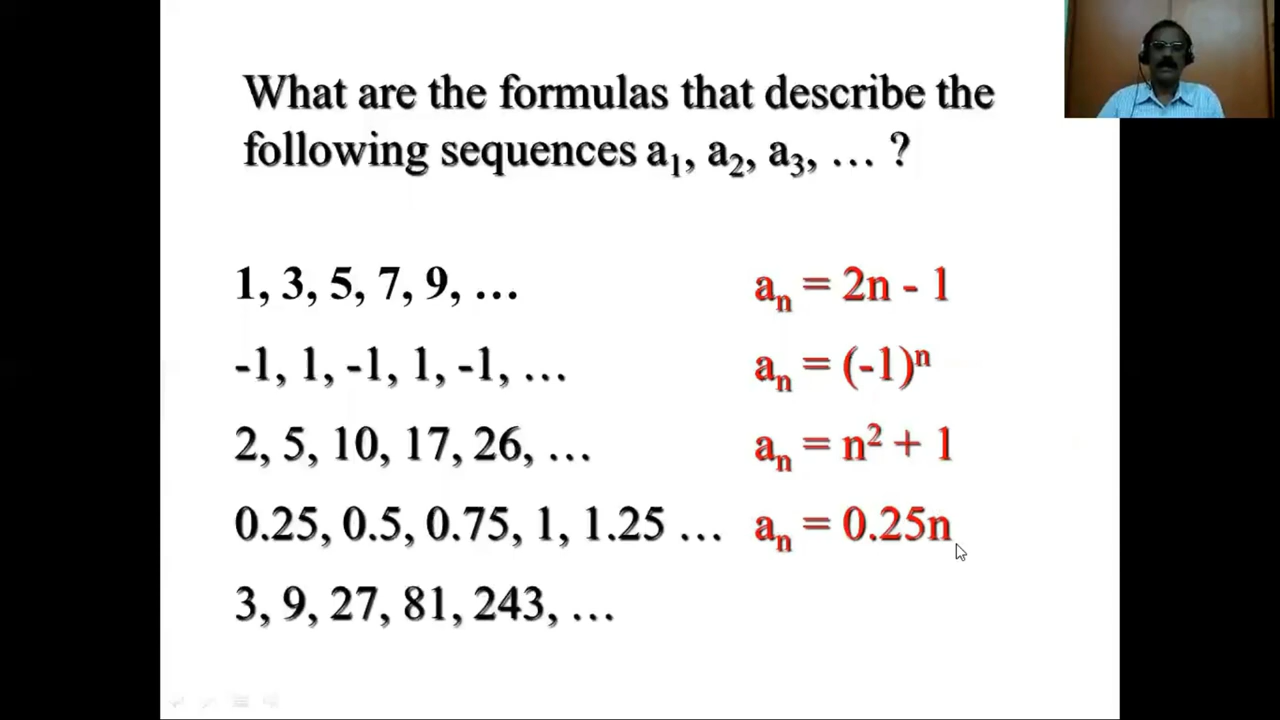 What are the formulas that describe the
following sequences a₁, a₂, a₃, … ?
1, 3, 5, 7, 9, … aₙ = 2n - 1
-1, 1, -1, 1, -1, … aₙ = (-1)ⁿ
2, 5, 10, 17, 26, … aₙ = n² + 1
0.25, 0.5, 0.75, 1, 1.25 … aₙ = 0.25n
3, 9, 27, 81, 243, …